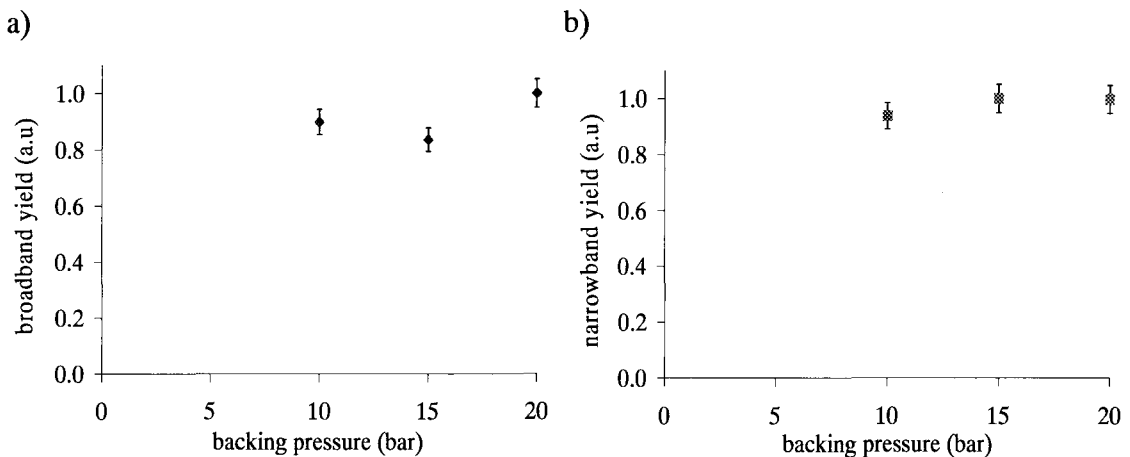 a)
broadband yield (a.u)
1.0
0.8
0.6
0.4
0.2
0.0
0 5 10 15 20
backing pressure (bar)
b)
narrowband yield (a.u)
1.0
0.8
0.6
0.4
0.2
0.0
0 5 10 15 20
backing pressure (bar)